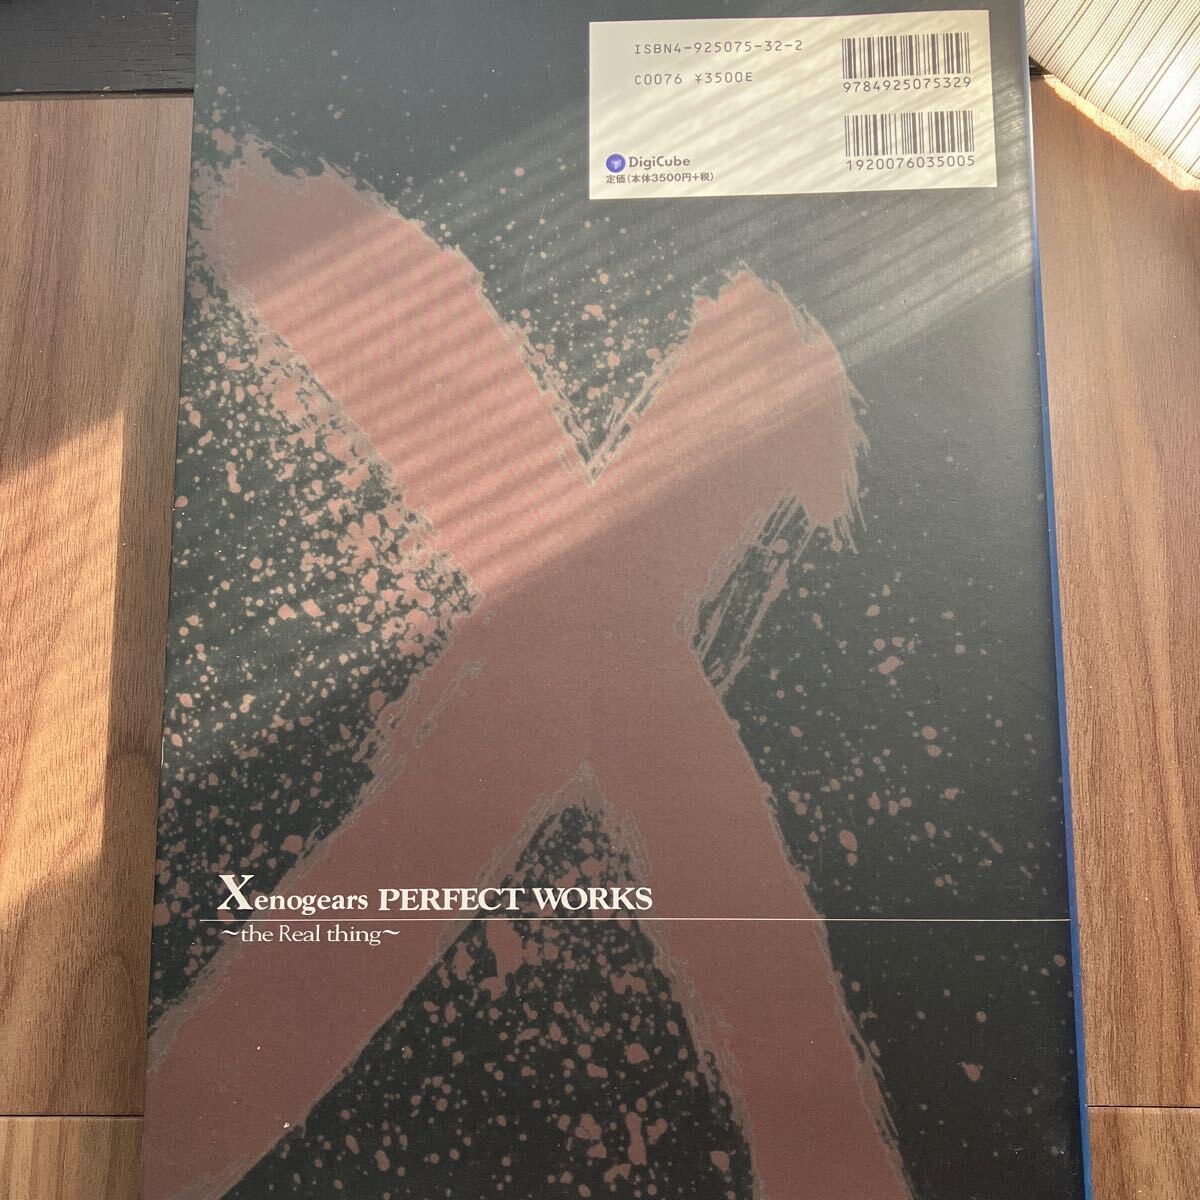 ISBN4-925075-32-2
C0076 ¥3500E
9784925075329
1920076035005
DigiCube
定価(本体3500円+税)
Xenogears PERFECT WORKS
~the Real thing~